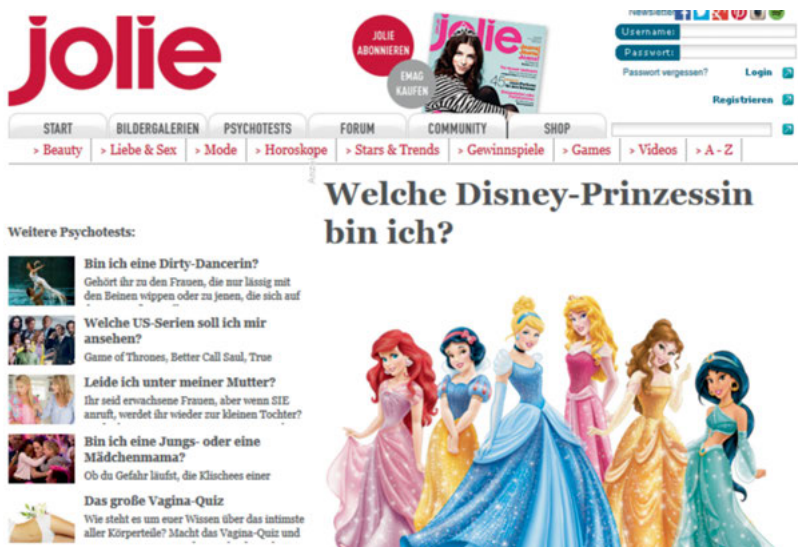 jolie
JOLIE
ABONNIEREN
EMAG
KAUFEN
jolie
Newsletter
Username:
Passwort:
Passwort vergessen?
Login
Registrieren
START BILDERGALERIEN PSYCHOTESTS FORUM COMMUNITY SHOP
» Beauty » Liebe & Sex » Mode » Horoskope » Stars & Trends » Gewinnspiele » Games » Videos » A - Z
Welche Disney-Prinzessin
bin ich?
Weitere Psychotests:
Bin ich eine Dirty-Dancerin?
Gehört ihr zu den Frauen, die nur lässig mit
den Beinen wippen oder zu jenen, die sich auf
Welche US-Serien soll ich mir
ansehen?
Game of Thrones, Better Call Saul, True
Leide ich unter meiner Mutter?
Ihr seid erwachsene Frauen, aber wenn SIE
anruft, werdet ihr wieder zur kleinen Tochter?
Bin ich eine Jungs- oder eine
Mädchenmama?
Ob du Gefahr läufst, die Klischees einer
Das große Vagina-Quiz
Wie steht es um euer Wissen über das intimste
aller Körperteile? Macht das Vagina-Quiz und